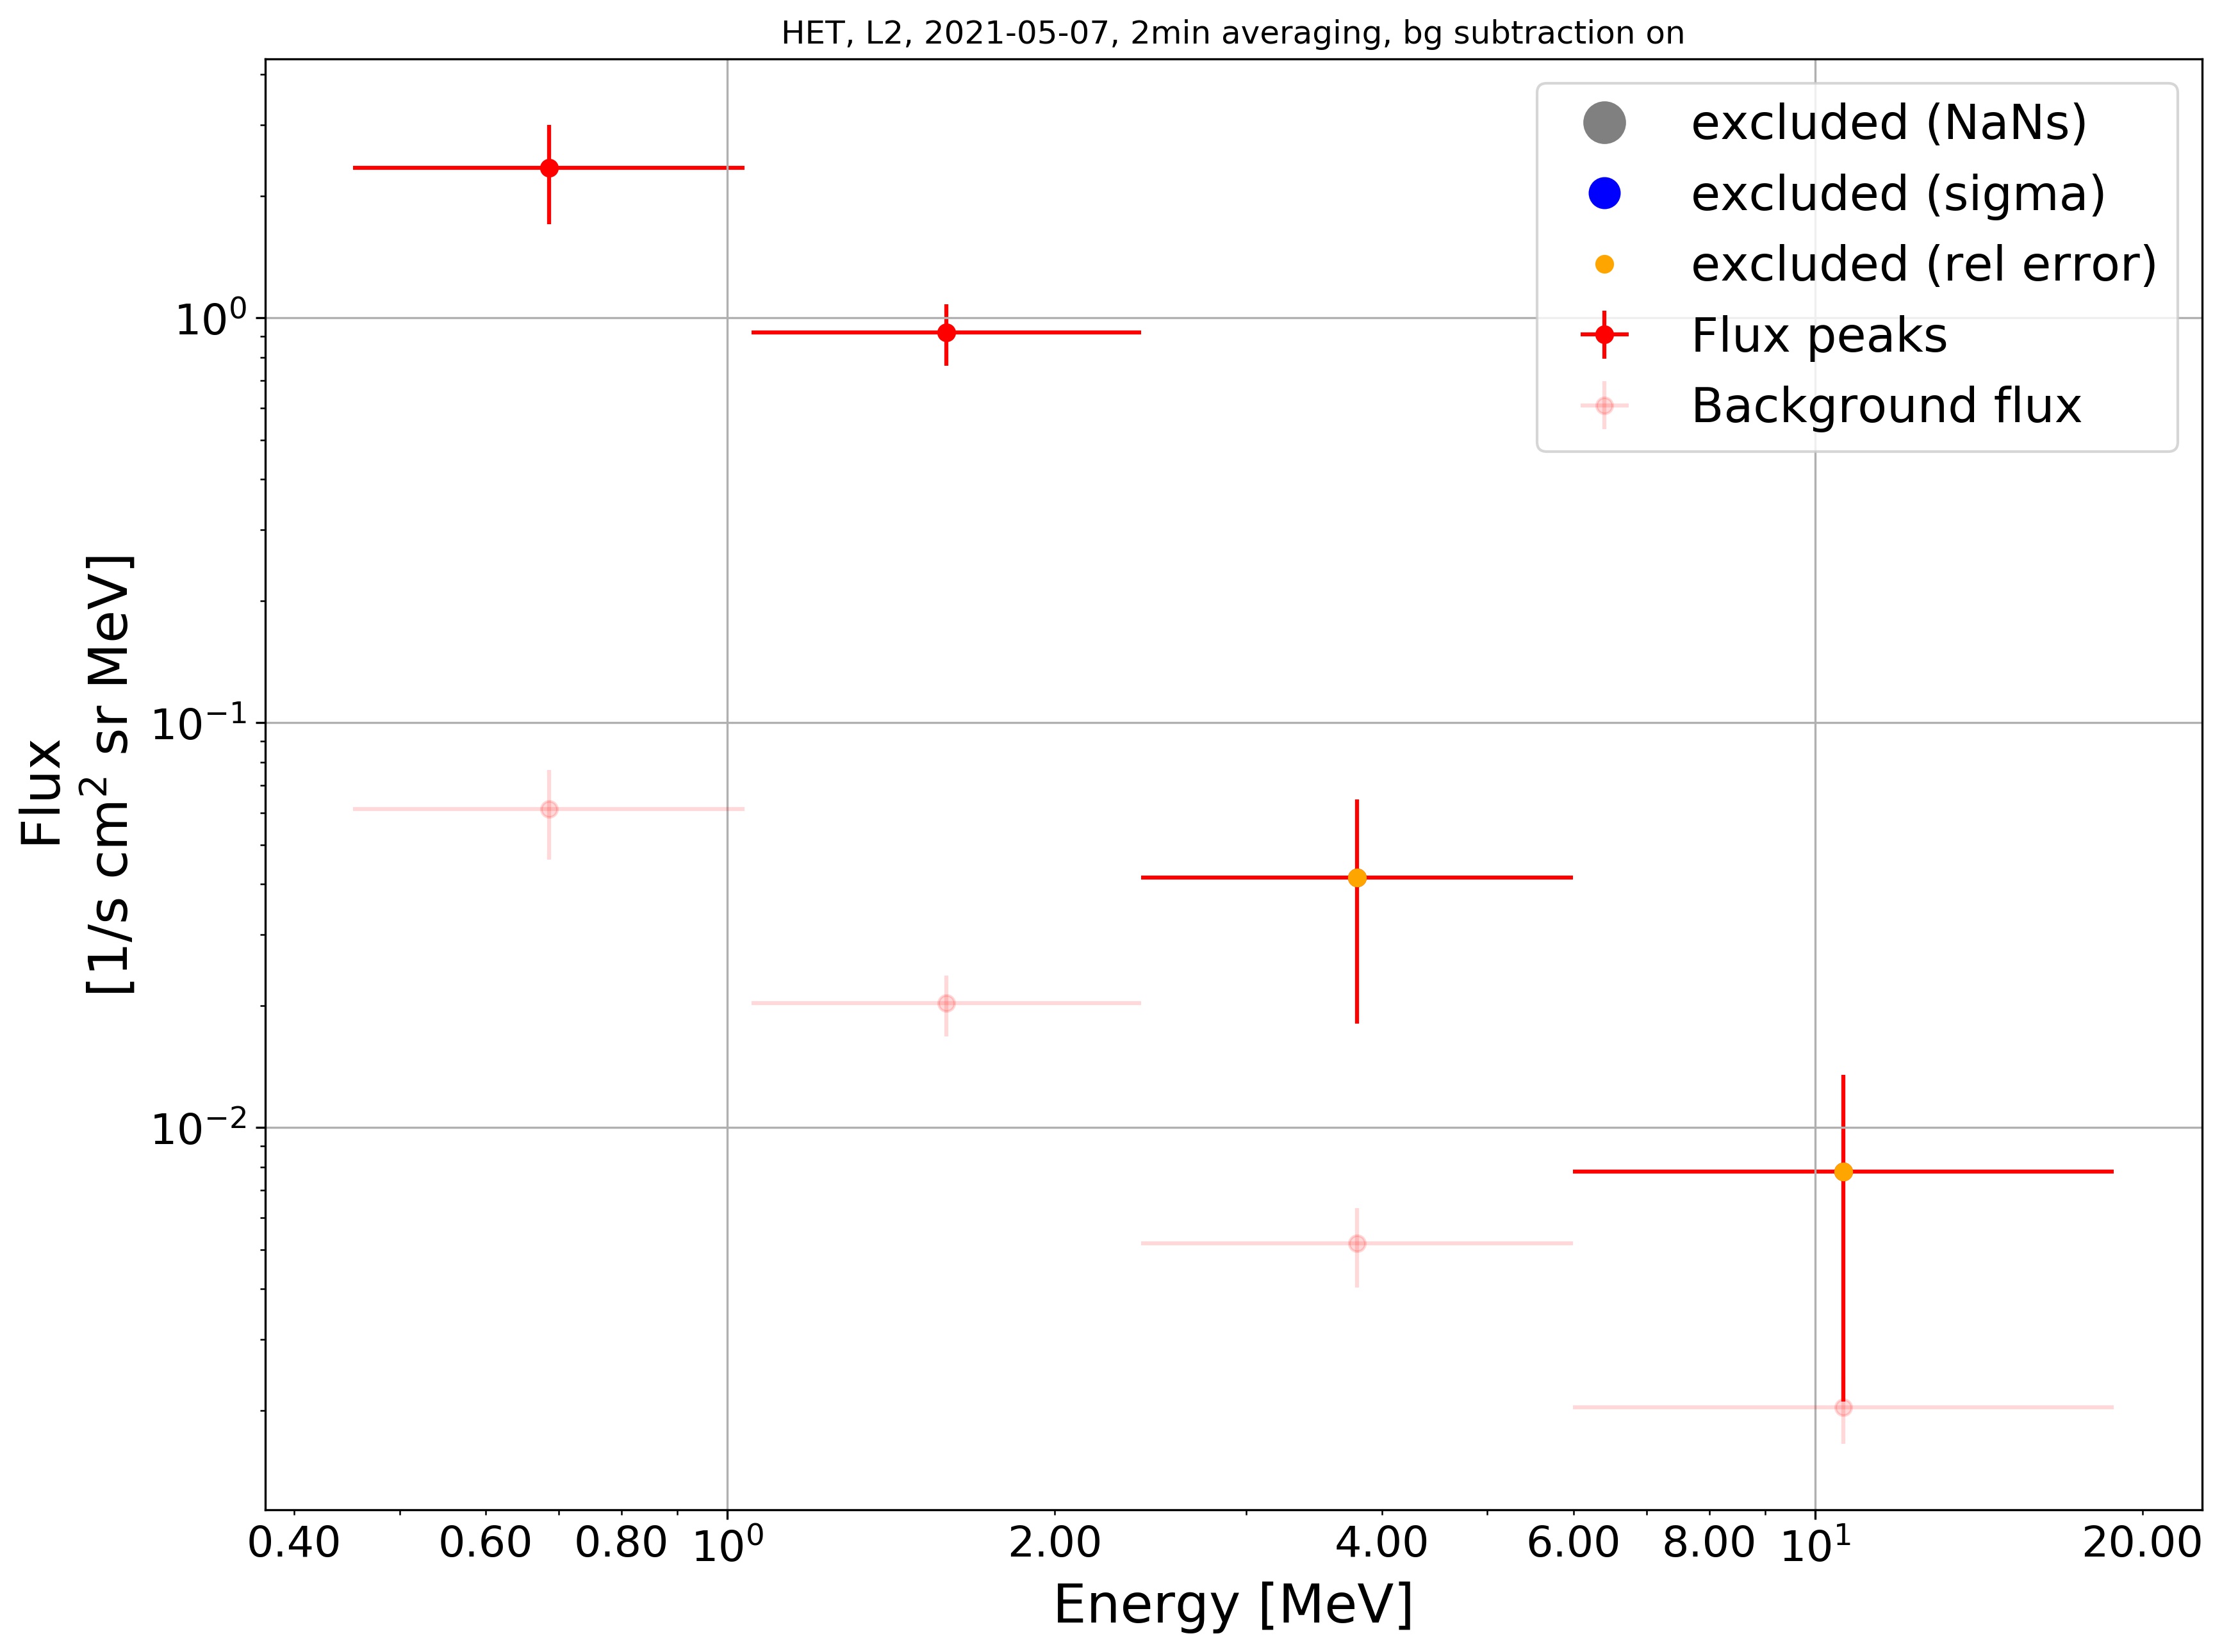 HET, L2, 2021-05-07, 2min averaging, bg subtraction on
excluded (NaNs)
excluded (sigma)
excluded (rel error)
Flux peaks
Background flux
Flux
[1/s cm² sr MeV]
10⁰
10⁻¹
10⁻²
0.40 0.60 0.80 10⁰ 2.00 4.00 6.00 8.00 10¹ 20.00
Energy [MeV]